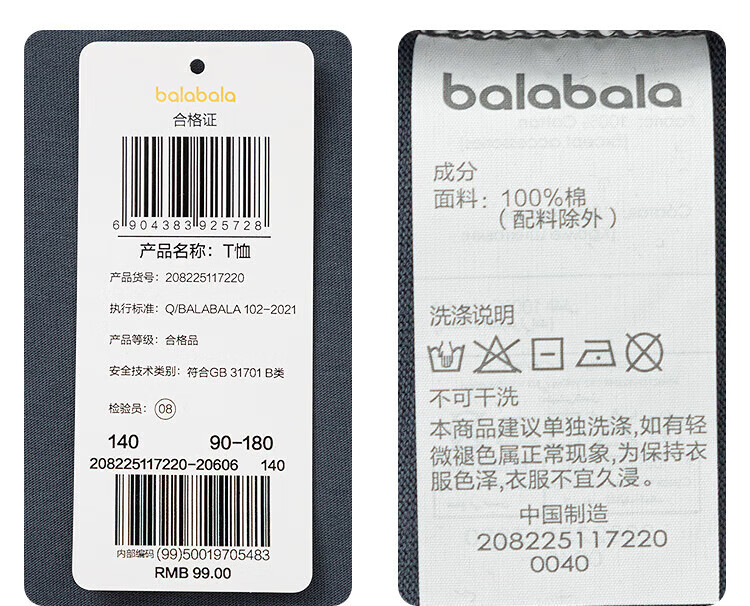 balabala
合格证
6 904383 925728
产品名称：T恤
产品货号：208225117220
执行标准：Q/BALABALA 102-2021
产品等级：合格品
安全技术类别：符合GB 31701 B类
检验员：08
140 90-180
208225117220-20606 140
内部编码 (99)50019705483
RMB 99.00
balabala
成分
面料：100%棉
（配料除外）
洗涤说明
不可干洗
本商品建议单独洗涤,如有轻
微褪色属正常现象,为保持衣
服色泽,衣服不宜久浸。
中国制造
208225117220
0040